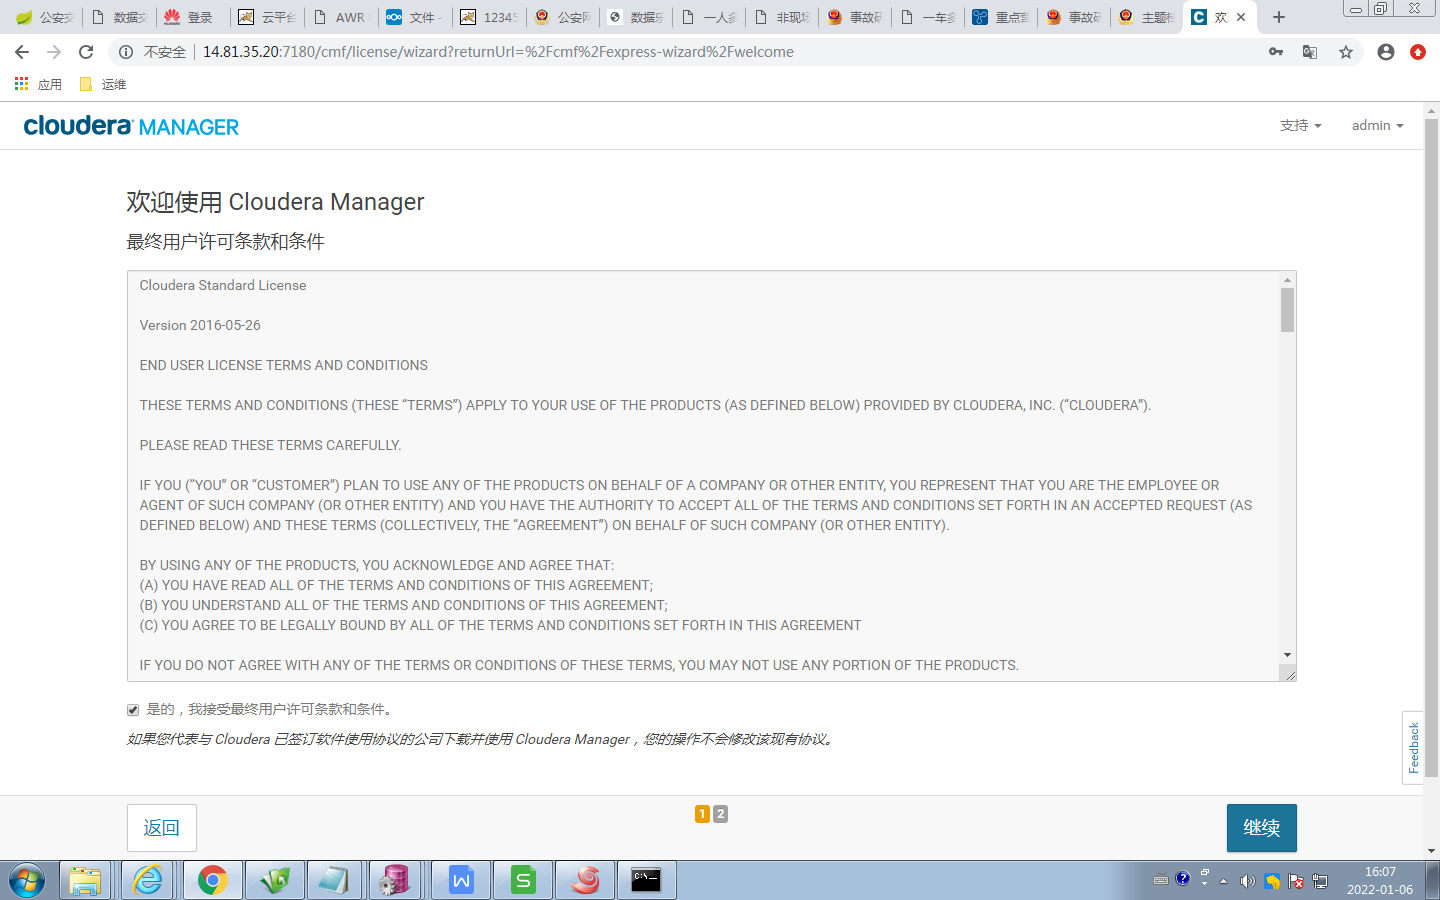 公安交
数据交
登录
云平台
AWR
文件 -
12345
公安网
数据乐
一人多
非现场
事故研
一车多
重点营
事故研
主题档
欢
不安全
14.81.35.20:7180/cmf/license/wizard?returnUrl=%2Fcmf%2Fexpress-wizard%2Fwelcome
应用
运维
cloudera MANAGER
支持
admin
欢迎使用 Cloudera Manager
最终用户许可条款和条件
Cloudera Standard License
Version 2016-05-26
END USER LICENSE TERMS AND CONDITIONS
THESE TERMS AND CONDITIONS (THESE “TERMS”) APPLY TO YOUR USE OF THE PRODUCTS (AS DEFINED BELOW) PROVIDED BY CLOUDERA, INC. (“CLOUDERA”).
PLEASE READ THESE TERMS CAREFULLY.
IF YOU (“YOU” OR “CUSTOMER”) PLAN TO USE ANY OF THE PRODUCTS ON BEHALF OF A COMPANY OR OTHER ENTITY, YOU REPRESENT THAT YOU ARE THE EMPLOYEE OR
AGENT OF SUCH COMPANY (OR OTHER ENTITY) AND YOU HAVE THE AUTHORITY TO ACCEPT ALL OF THE TERMS AND CONDITIONS SET FORTH IN AN ACCEPTED REQUEST (AS
DEFINED BELOW) AND THESE TERMS (COLLECTIVELY, THE “AGREEMENT”) ON BEHALF OF SUCH COMPANY (OR OTHER ENTITY).
BY USING ANY OF THE PRODUCTS, YOU ACKNOWLEDGE AND AGREE THAT:
(A) YOU HAVE READ ALL OF THE TERMS AND CONDITIONS OF THIS AGREEMENT;
(B) YOU UNDERSTAND ALL OF THE TERMS AND CONDITIONS OF THIS AGREEMENT;
(C) YOU AGREE TO BE LEGALLY BOUND BY ALL OF THE TERMS AND CONDITIONS SET FORTH IN THIS AGREEMENT
IF YOU DO NOT AGREE WITH ANY OF THE TERMS OR CONDITIONS OF THESE TERMS, YOU MAY NOT USE ANY PORTION OF THE PRODUCTS.
是的，我接受最终用户许可条款和条件。
如果您代表与 Cloudera 已签订软件使用协议的公司下载并使用 Cloudera Manager，您的操作不会修改该现有协议。
Feedback
返回
1 2
继续
16:07
2022-01-06